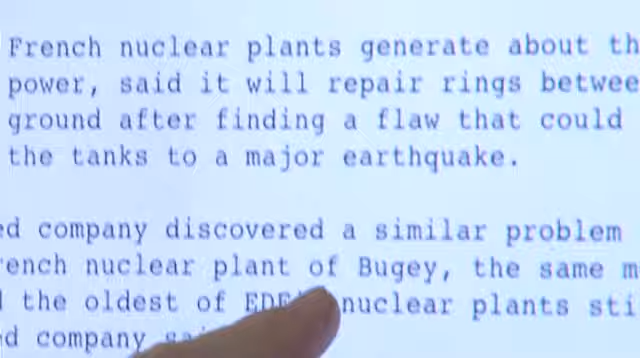 French nuclear plants generate about th
power, said it will repair rings betwee
ground after finding a flaw that could
the tanks to a major earthquake.
ed company discovered a similar problem
rench nuclear plant of Bugey, the same m
the oldest of nuclear plants sti
ed company